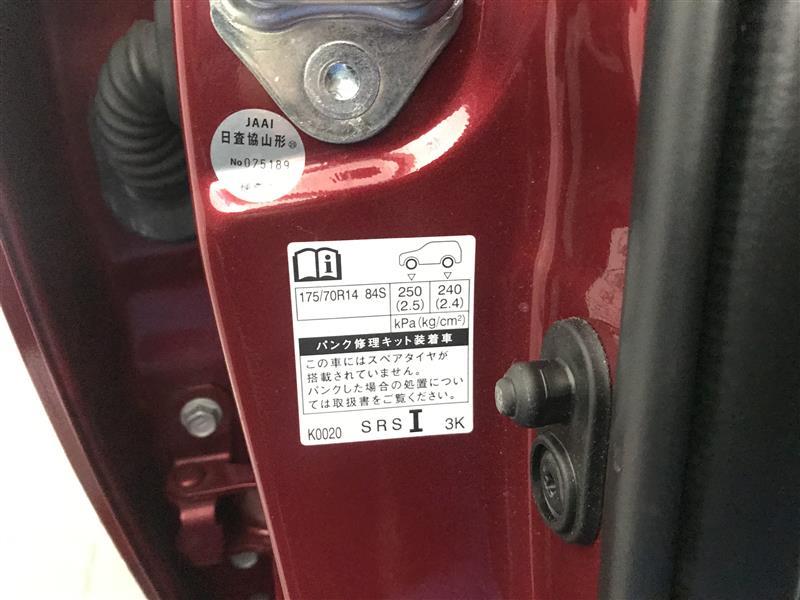 JAAI
日査協山形
No 075189
175/70R14 84S 250 (2.5) 240 (2.4)
kPa(kg/cm²)
パンク修理キット装着車
この車にはスペアタイヤが
搭載されていません。
パンクした場合の処置につい
ては取扱書をご覧ください。
K0020 SRS I 3K